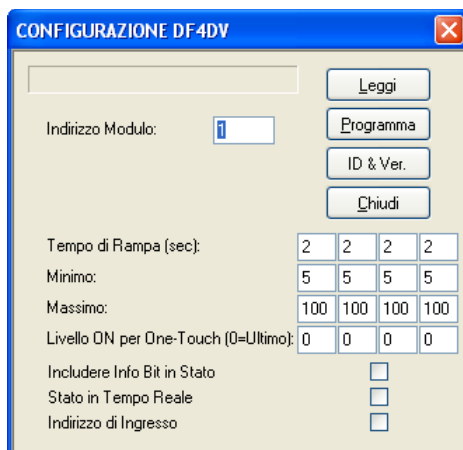 CONFIGURAZIONE DF4DV
Leggi
Indirizzo Modulo: 1
Programma
ID & Ver.
Chiudi
Tempo di Rampa (sec): 2 2 2 2
Minimo: 5 5 5 5
Massimo: 100 100 100 100
Livello ON per One-Touch (0=Ultimo): 0 0 0 0
Includere Info Bit in Stato
Stato in Tempo Reale
Indirizzo di Ingresso